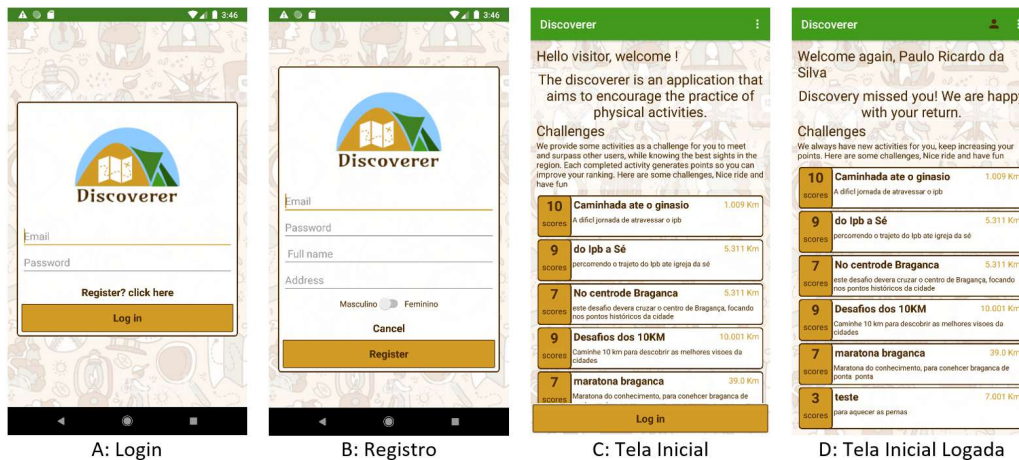 3:46
Discoverer
Email
Password
Register? click here
Log in
A: Login
3:46
Discoverer
Email
Password
Full name
Address
Masculino Feminino
Cancel
Register
B: Registro
Discoverer
Hello visitor, welcome !
The discoverer is an application that
aims to encourage the practice of
physical activities.
Challenges
We provide some activities as a challenge for you to meet
and surpass other users, while knowing the best sights in the
region. Each completed activity generates points so you can
improve your ranking. Here are some challenges, Nice ride and
have fun
10 scores Caminhada ate o ginasio 1.009 Km
A dificl jornada de atravessar o ipb
9 scores do Ipb a Sé 5.311 Km
percorrendo o trajeto do Ipb ate igreja da sé
7 scores No centrode Braganca 5.311 Km
este desafio devera cruzar o centro de Bragança, focando
nos pontos históricos da cidade
9 scores Desafios dos 10KM 10.001 Km
Caminhe 10 km para descobrir as melhores visoes da
cidades
7 scores maratona braganca 39.0 Km
Maratona do conhecimento, para conehcer braganca de
Log in
C: Tela Inicial
Discoverer
Welcome again, Paulo Ricardo da
Silva
Discovery missed you! We are happy
with your return.
Challenges
We always have new activities for you, keep increasing your
points. Here are some challenges, Nice ride and have fun
10 scores Caminhada ate o ginasio 1.009 Km
A dificl jornada de atravessar o ipb
9 scores do Ipb a Sé 5.311 Km
percorrendo o trajeto do Ipb ate igreja da sé
7 scores No centrode Braganca 5.311 Km
este desafio devera cruzar o centro de Bragança, focando
nos pontos históricos da cidade
9 scores Desafios dos 10KM 10.001 Km
Caminhe 10 km para descobrir as melhores visoes da
cidades
7 scores maratona braganca 39.0 Km
Maratona do conhecimento, para conehcer braganca de
ponta ponta
3 scores teste 7.001 Km
para aquecer as pernas
D: Tela Inicial Logada